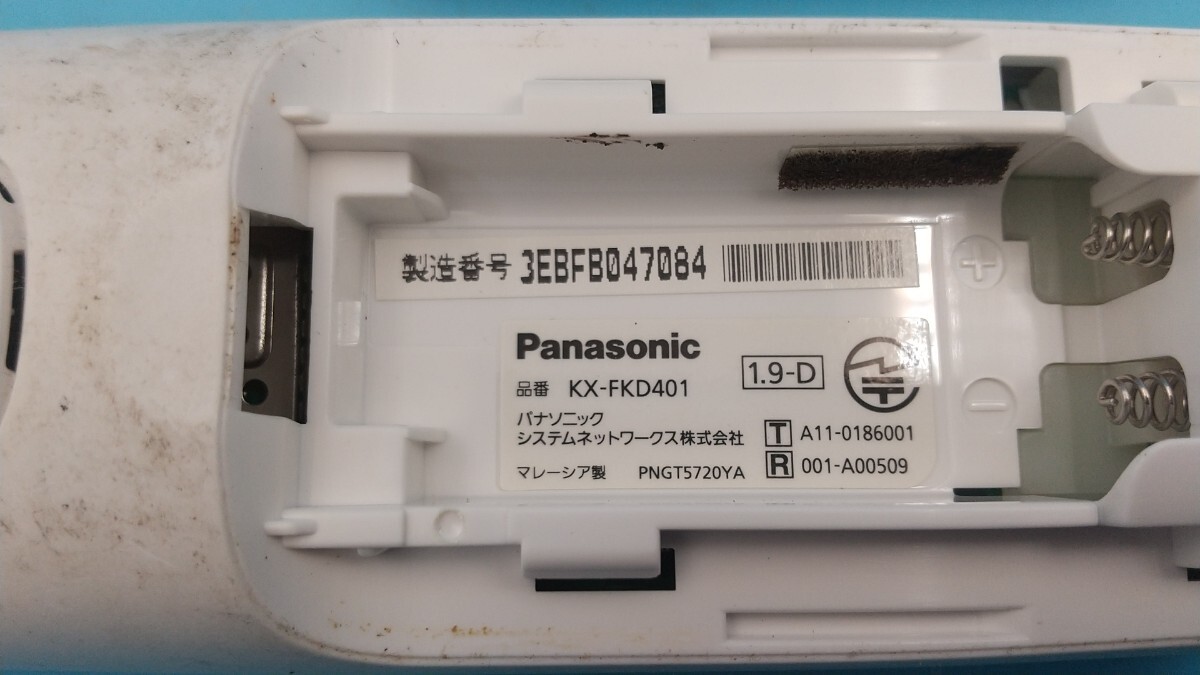 製造番号 3EBFB047084
+
Panasonic
品番 KX-FKD401
1.9-D
パナソニック
システムネットワークス株式会社
T A11-0186001
マレーシア製 PNGT5720YA
R 001-A00509
−